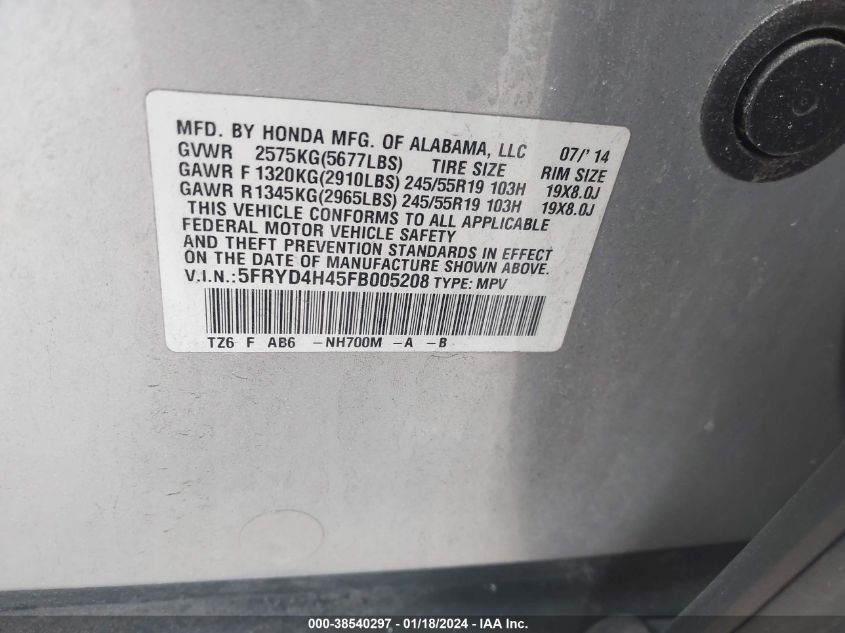 MFD. BY HONDA MFG. OF ALABAMA, LLC 07/' 14
GVWR 2575KG(5677LBS) TIRE SIZE RIM SIZE
GAWR F 1320KG(2910LBS) 245/55R19 103H 19X8.0J
GAWR R1345KG(2965LBS) 245/55R19 103H 19X8.0J
THIS VEHICLE CONFORMS TO ALL APPLICABLE
FEDERAL MOTOR VEHICLE SAFETY
AND THEFT PREVENTION STANDARDS IN EFFECT
ON THE DATE OF MANUFACTURE SHOWN ABOVE.
V.I.N.:5FRYD4H45FB005208 TYPE: MPV
TZ6 F AB6 -NH700M -A -B
000-38540297 - 01/18/2024 - IAA Inc.